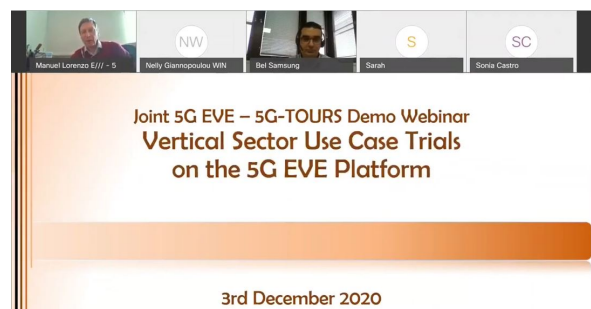 NW
S
SC
Manuel Lorenzo E/// - 5
Nelly Giannopoulou WIN
Bel Samsung
Sarah
Sonia Castro
Joint 5G EVE – 5G-TOURS Demo Webinar
Vertical Sector Use Case Trials
on the 5G EVE Platform
3rd December 2020